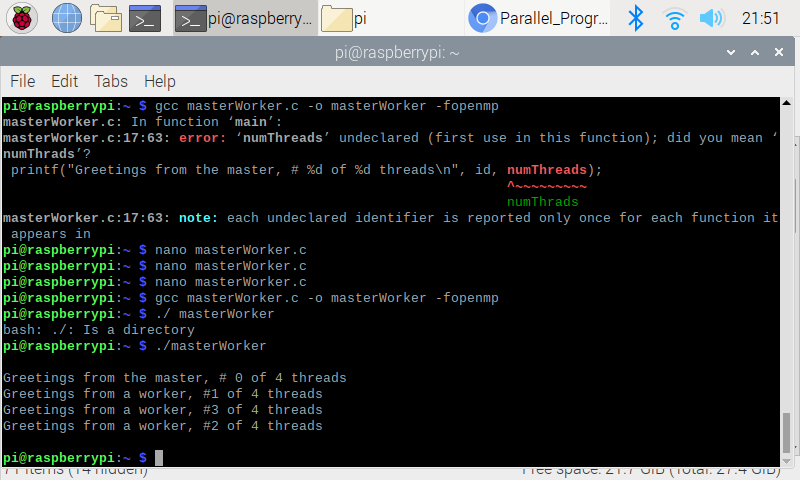 pi@raspberry... pi Parallel_Progr... 21:51
pi@raspberrypi: ~
File Edit Tabs Help
pi@raspberrypi:~ $ gcc masterWorker.c -o masterWorker -fopenmp
masterWorker.c: In function ‘main’:
masterWorker.c:17:63: error: ‘numThreads’ undeclared (first use in this function); did you mean ‘
numThrads’?
 printf("Greetings from the master, # %d of %d threads\n", id, numThreads);
^~~~~~~~~~
numThrads
masterWorker.c:17:63: note: each undeclared identifier is reported only once for each function it
 appears in
pi@raspberrypi:~ $ nano masterWorker.c
pi@raspberrypi:~ $ nano masterWorker.c
pi@raspberrypi:~ $ nano masterWorker.c
pi@raspberrypi:~ $ gcc masterWorker.c -o masterWorker -fopenmp
pi@raspberrypi:~ $ ./ masterWorker
bash: ./: Is a directory
pi@raspberrypi:~ $ ./masterWorker
Greetings from the master, # 0 of 4 threads
Greetings from a worker, #1 of 4 threads
Greetings from a worker, #3 of 4 threads
Greetings from a worker, #2 of 4 threads
pi@raspberrypi:~ $
71 items (14 hidden) Free space: 21.7 GiB (Total: 27.4 GiB)